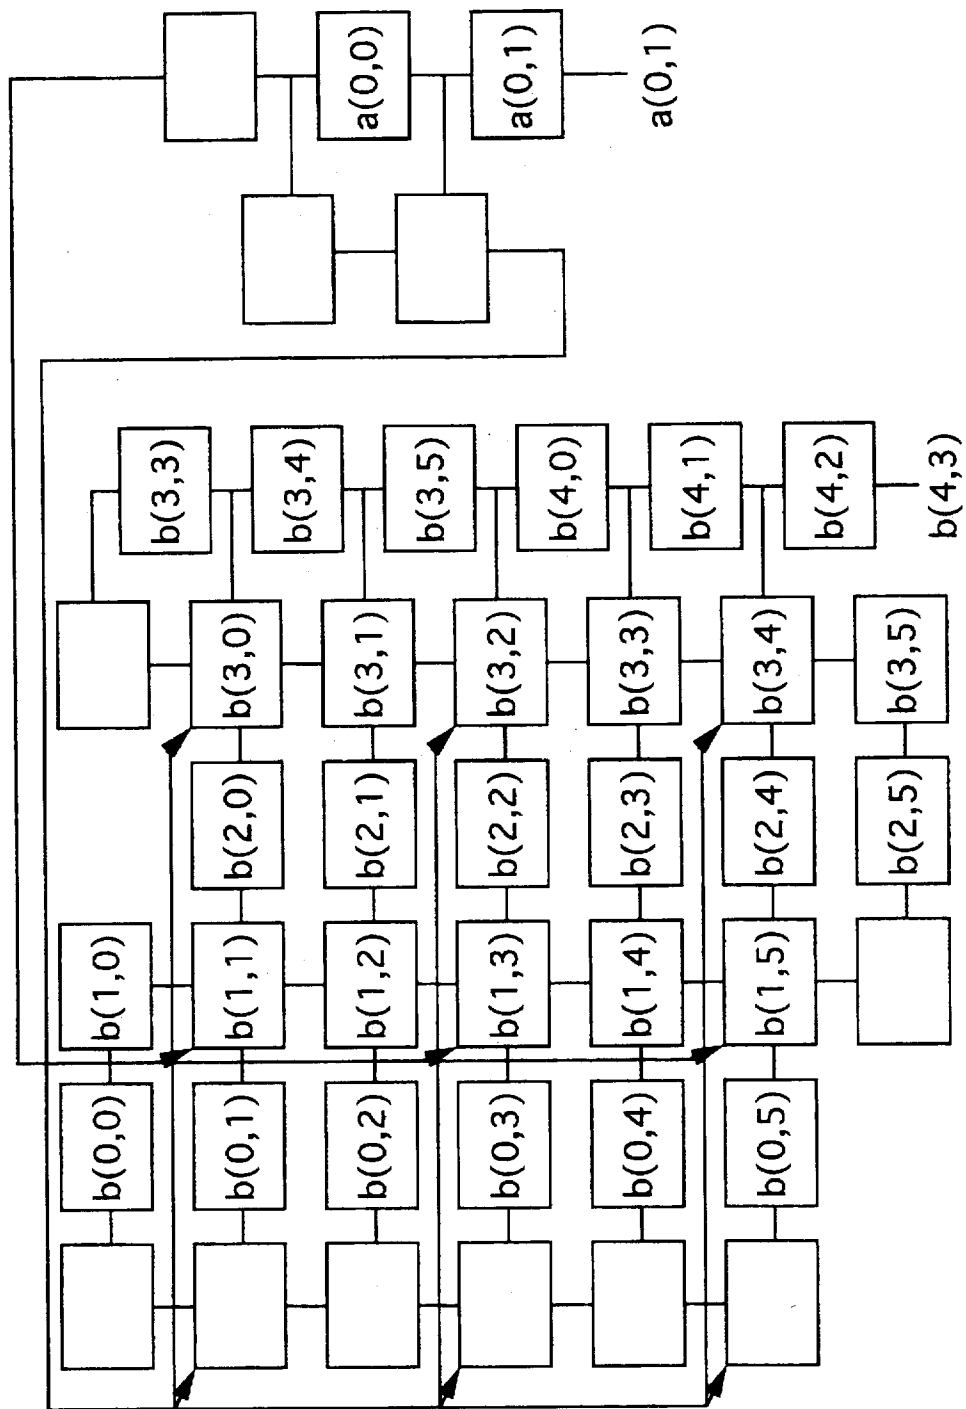 b(0,0)
b(1,0)
b(3,3)
b(0,1)
b(1,1)
b(2,0)
b(3,0)
b(3,4)
b(0,2)
b(1,2)
b(2,1)
b(3,1)
a(0,0)
b(3,5)
b(0,3)
b(1,3)
b(2,2)
b(3,2)
a(0,1)
b(4,0)
b(0,4)
b(1,4)
b(2,3)
b(3,3)
a(0,1)
b(4,1)
b(0,5)
b(1,5)
b(2,4)
b(3,4)
b(4,2)
b(2,5)
b(3,5)
b(4,3)